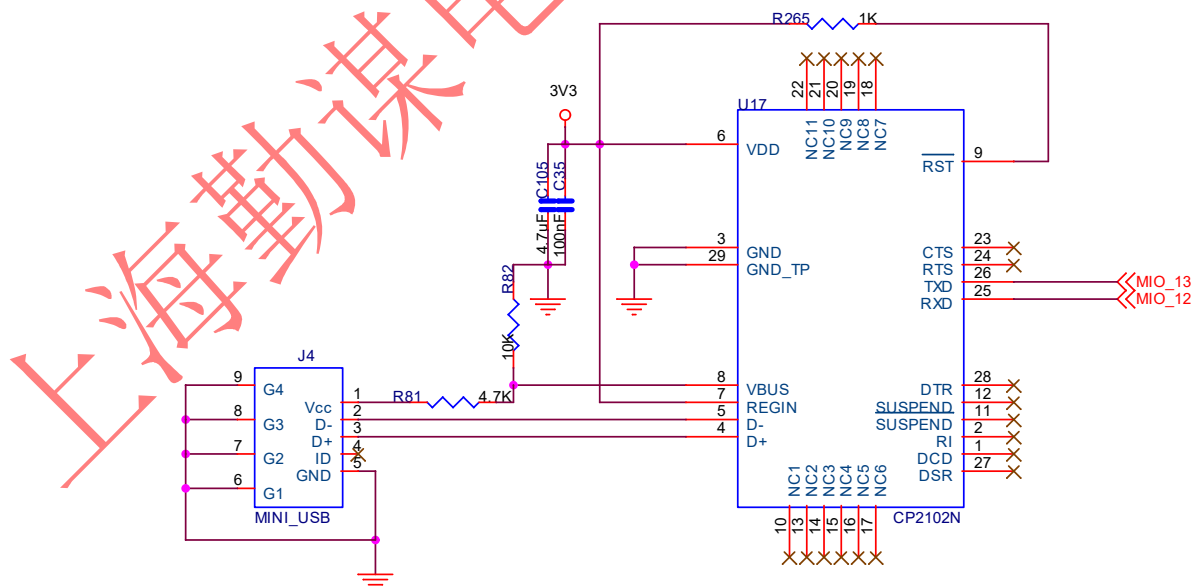 上海勤谋电
R265
1K
3V3
C105
C35
4.7uF
100nF
R82
10K
J4
9
G4
8
G3
7
G2
6
G1
Vcc
1
D-
2
D+
3
ID
4
GND
5
MINI_USB
R81
4.7K
U17
22
21
20
19
18
NC11
NC10
NC9
NC8
NC7
6
VDD
3
GND
29
GND_TP
8
VBUS
7
REGIN
5
D-
4
D+
RST
9
CTS
23
RTS
24
TXD
26
RXD
25
MIO_13
MIO_12
DTR
28
SUSPEND
12
SUSPEND
11
RI
2
DCD
1
DSR
27
NC1
NC2
NC3
NC4
NC5
NC6
10
13
14
15
16
17
CP2102N